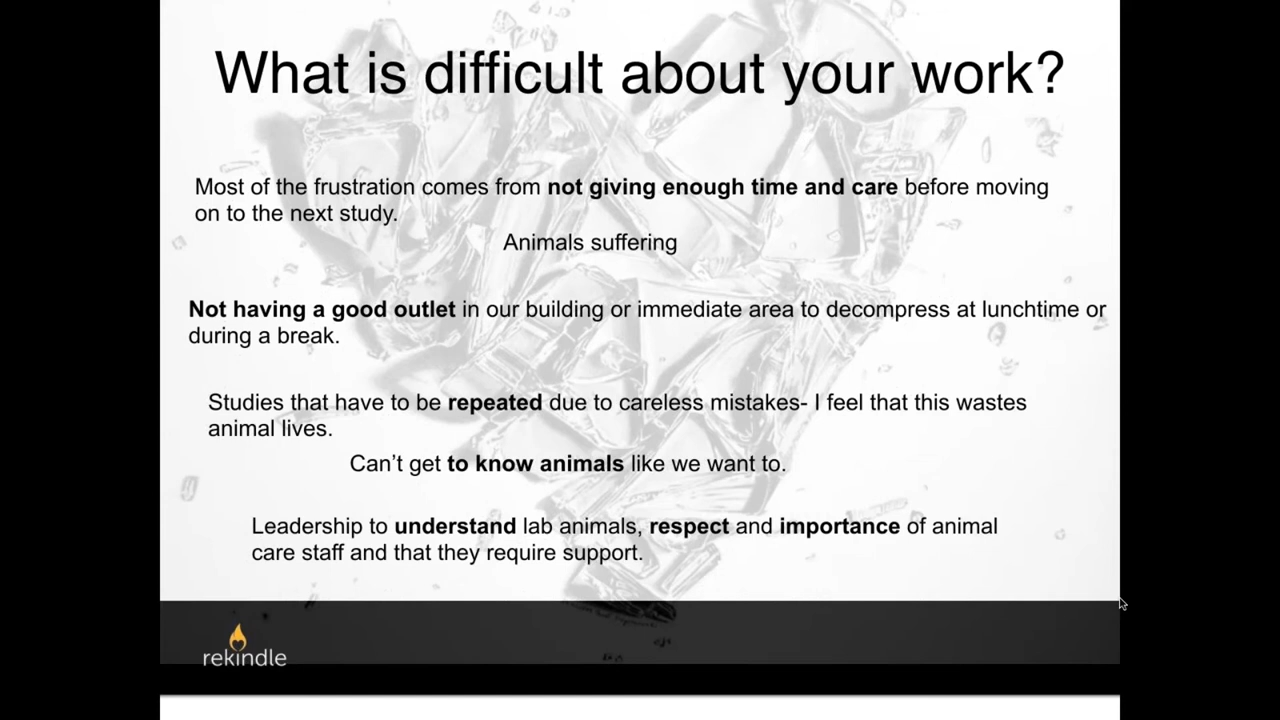 What is difficult about your work?
Most of the frustration comes from not giving enough time and care before moving
on to the next study.
Animals suffering
Not having a good outlet in our building or immediate area to decompress at lunchtime or
during a break.
Studies that have to be repeated due to careless mistakes- I feel that this wastes
animal lives.
Can't get to know animals like we want to.
Leadership to understand lab animals, respect and importance of animal
care staff and that they require support.
rekindle